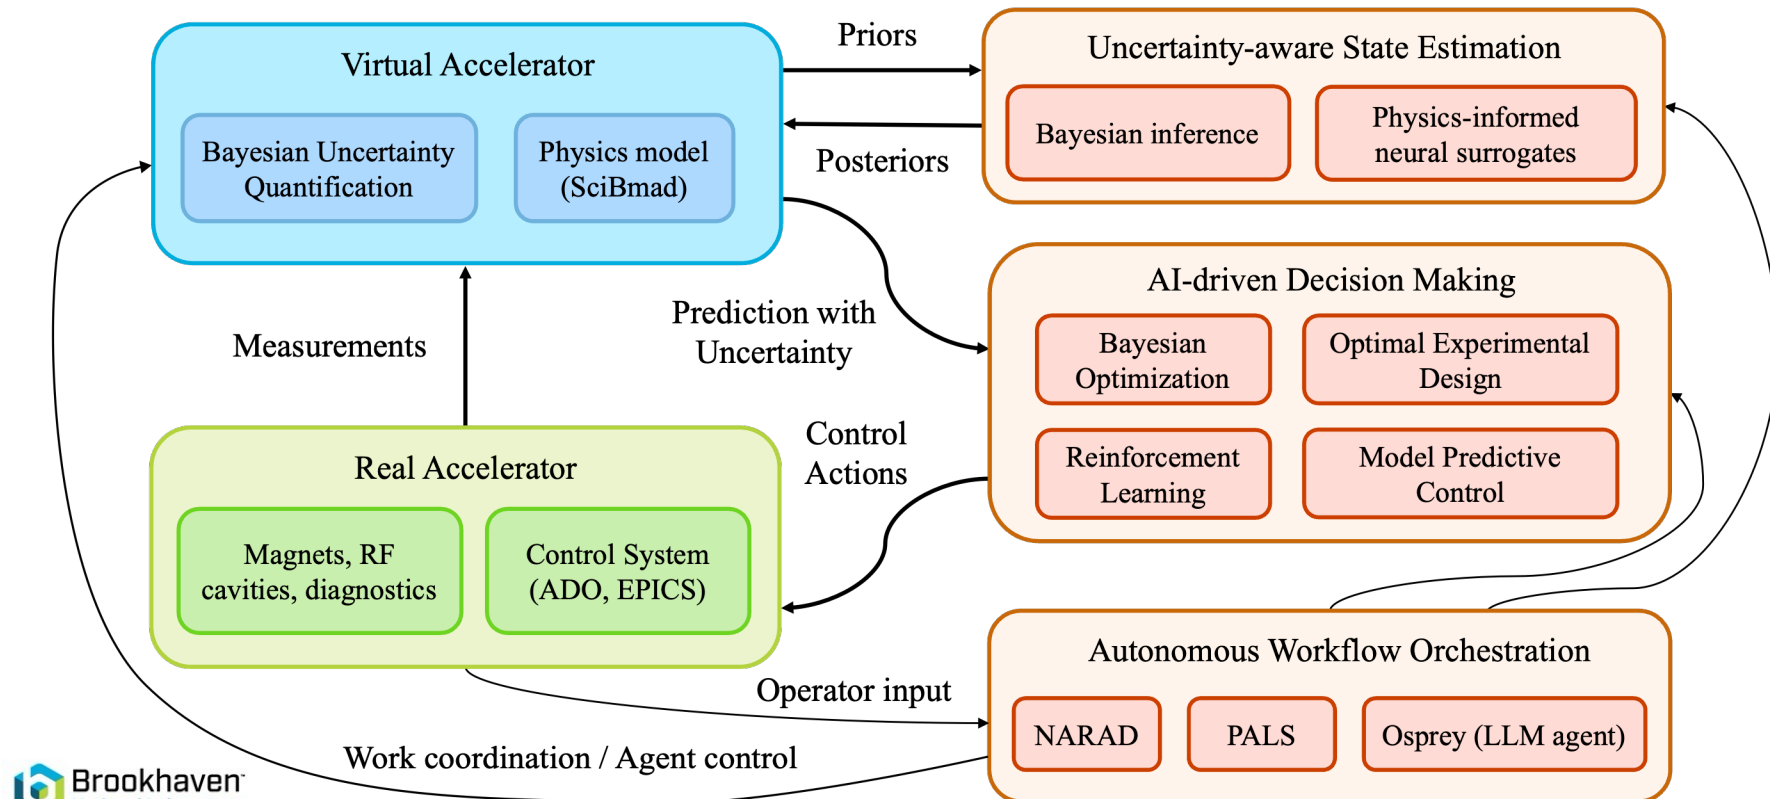 Virtual Accelerator
Bayesian Uncertainty
Quantification
Physics model
(SciBmad)
Priors
Posteriors
Uncertainty-aware State Estimation
Bayesian inference
Physics-informed
neural surrogates
Prediction with
Uncertainty
Measurements
AI-driven Decision Making
Bayesian
Optimization
Optimal Experimental
Design
Reinforcement
Learning
Model Predictive
Control
Control
Actions
Real Accelerator
Magnets, RF
cavities, diagnostics
Control System
(ADO, EPICS)
Operator input
Autonomous Workflow Orchestration
NARAD
PALS
Osprey (LLM agent)
Work coordination / Agent control
Brookhaven